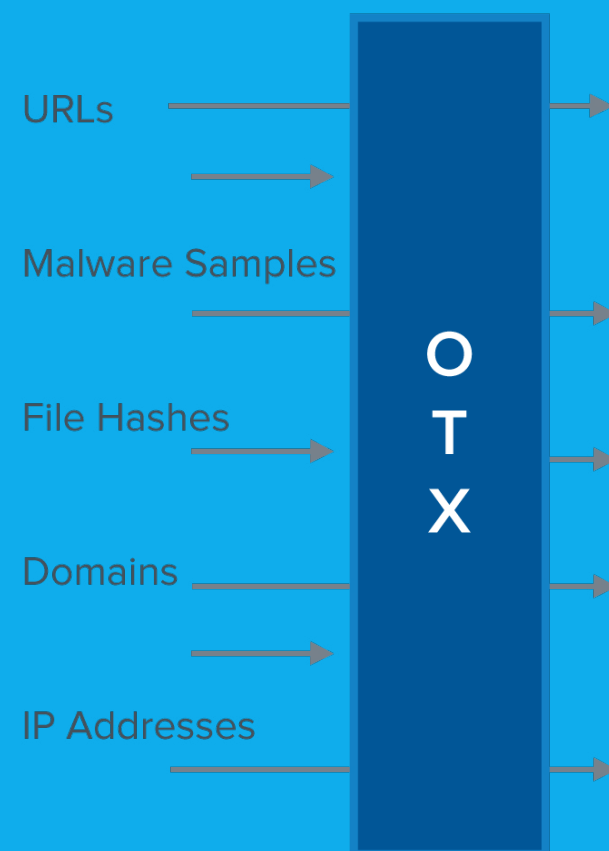 URLs
Malware Samples
File Hashes
Domains
IP Addresses
O
T
X